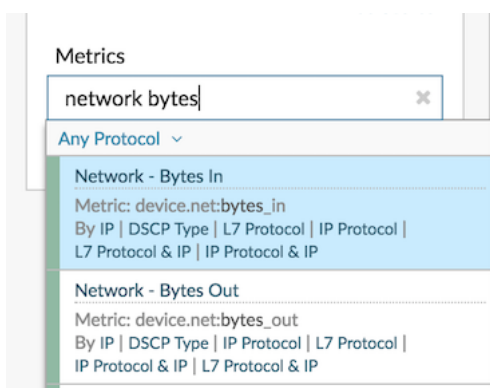 Metrics
network bytes
Any Protocol
Network - Bytes In
Metric: device.net:bytes_in
By IP | DSCP Type | L7 Protocol | IP Protocol |
L7 Protocol & IP | IP Protocol & IP
Network - Bytes Out
Metric: device.net:bytes_out
By IP | DSCP Type | IP Protocol | L7 Protocol |
IP Protocol & IP | L7 Protocol & IP